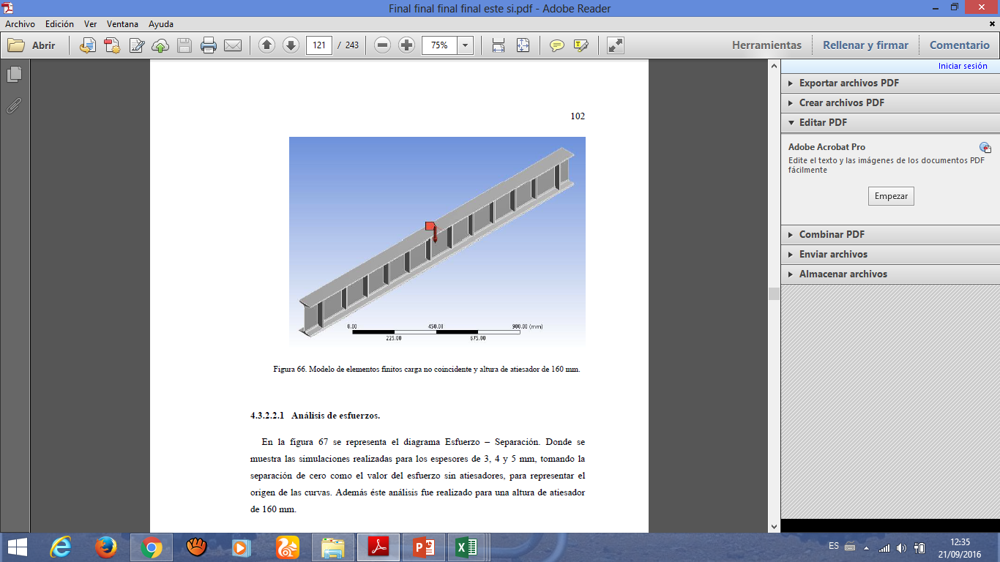 Final final final final este si.pdf - Adobe Reader
Archivo Edición Ver Ventana Ayuda
Abrir 121 / 243 75% Herramientas Rellenar y firmar Comentario
Iniciar sesión
Exportar archivos PDF
Crear archivos PDF
Editar PDF
Adobe Acrobat Pro
Edite el texto y las imágenes de los documentos PDF
fácilmente
Empezar
Combinar PDF
Enviar archivos
Almacenar archivos
102
0.00 450.01 900.00 (mm)
225.00 675.00
Figura 66. Modelo de elementos finitos carga no coincidente y altura de atiesador de 160 mm.
4.3.2.2.1 Análisis de esfuerzos.
En la figura 67 se representa el diagrama Esfuerzo – Separación. Donde se
muestra las simulaciones realizadas para los espesores de 3, 4 y 5 mm, tomando la
separación de cero como el valor del esfuerzo sin atiesadores, para representar el
origen de las curvas. Además éste análisis fue realizado para una altura de atiesador
de 160 mm.
ES
12:35
21/09/2016